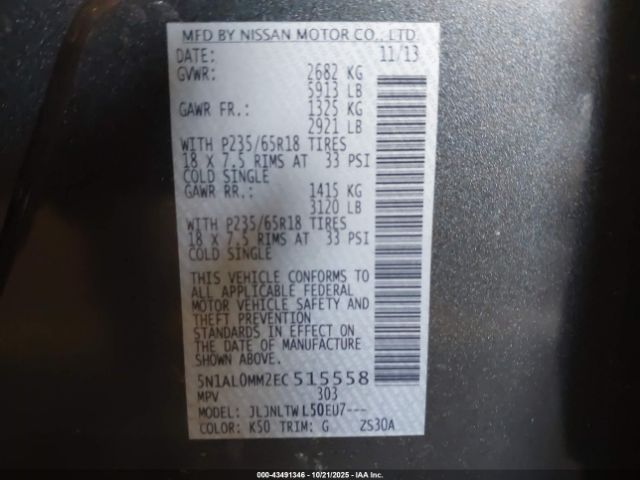 MFD BY NISSAN MOTOR CO., LTD
DATE: 11/13
GVWR: 2682 KG
5913 LB
GAWR FR.: 1325 KG
2921 LB
WITH P235/65R18 TIRES
18 X 7.5 RIMS AT 33 PSI
COLD SINGLE
GAWR RR.: 1415 KG
3120 LB
WITH P235/65R18 TIRES
18 X 7.5 RIMS AT 33 PSI
COLD SINGLE
THIS VEHICLE CONFORMS TO
ALL APPLICABLE FEDERAL
MOTOR VEHICLE SAFETY AND
THEFT PREVENTION
STANDARDS IN EFFECT ON
THE DATE OF MANUFACTURE
SHOWN ABOVE.
5N1AL0MM2EC515558
MPV 303
MODEL: JLJNLTWL50EU7---
COLOR: K50 TRIM: G ZS30A
000-43491346 - 10/21/2025 - IAAI.com